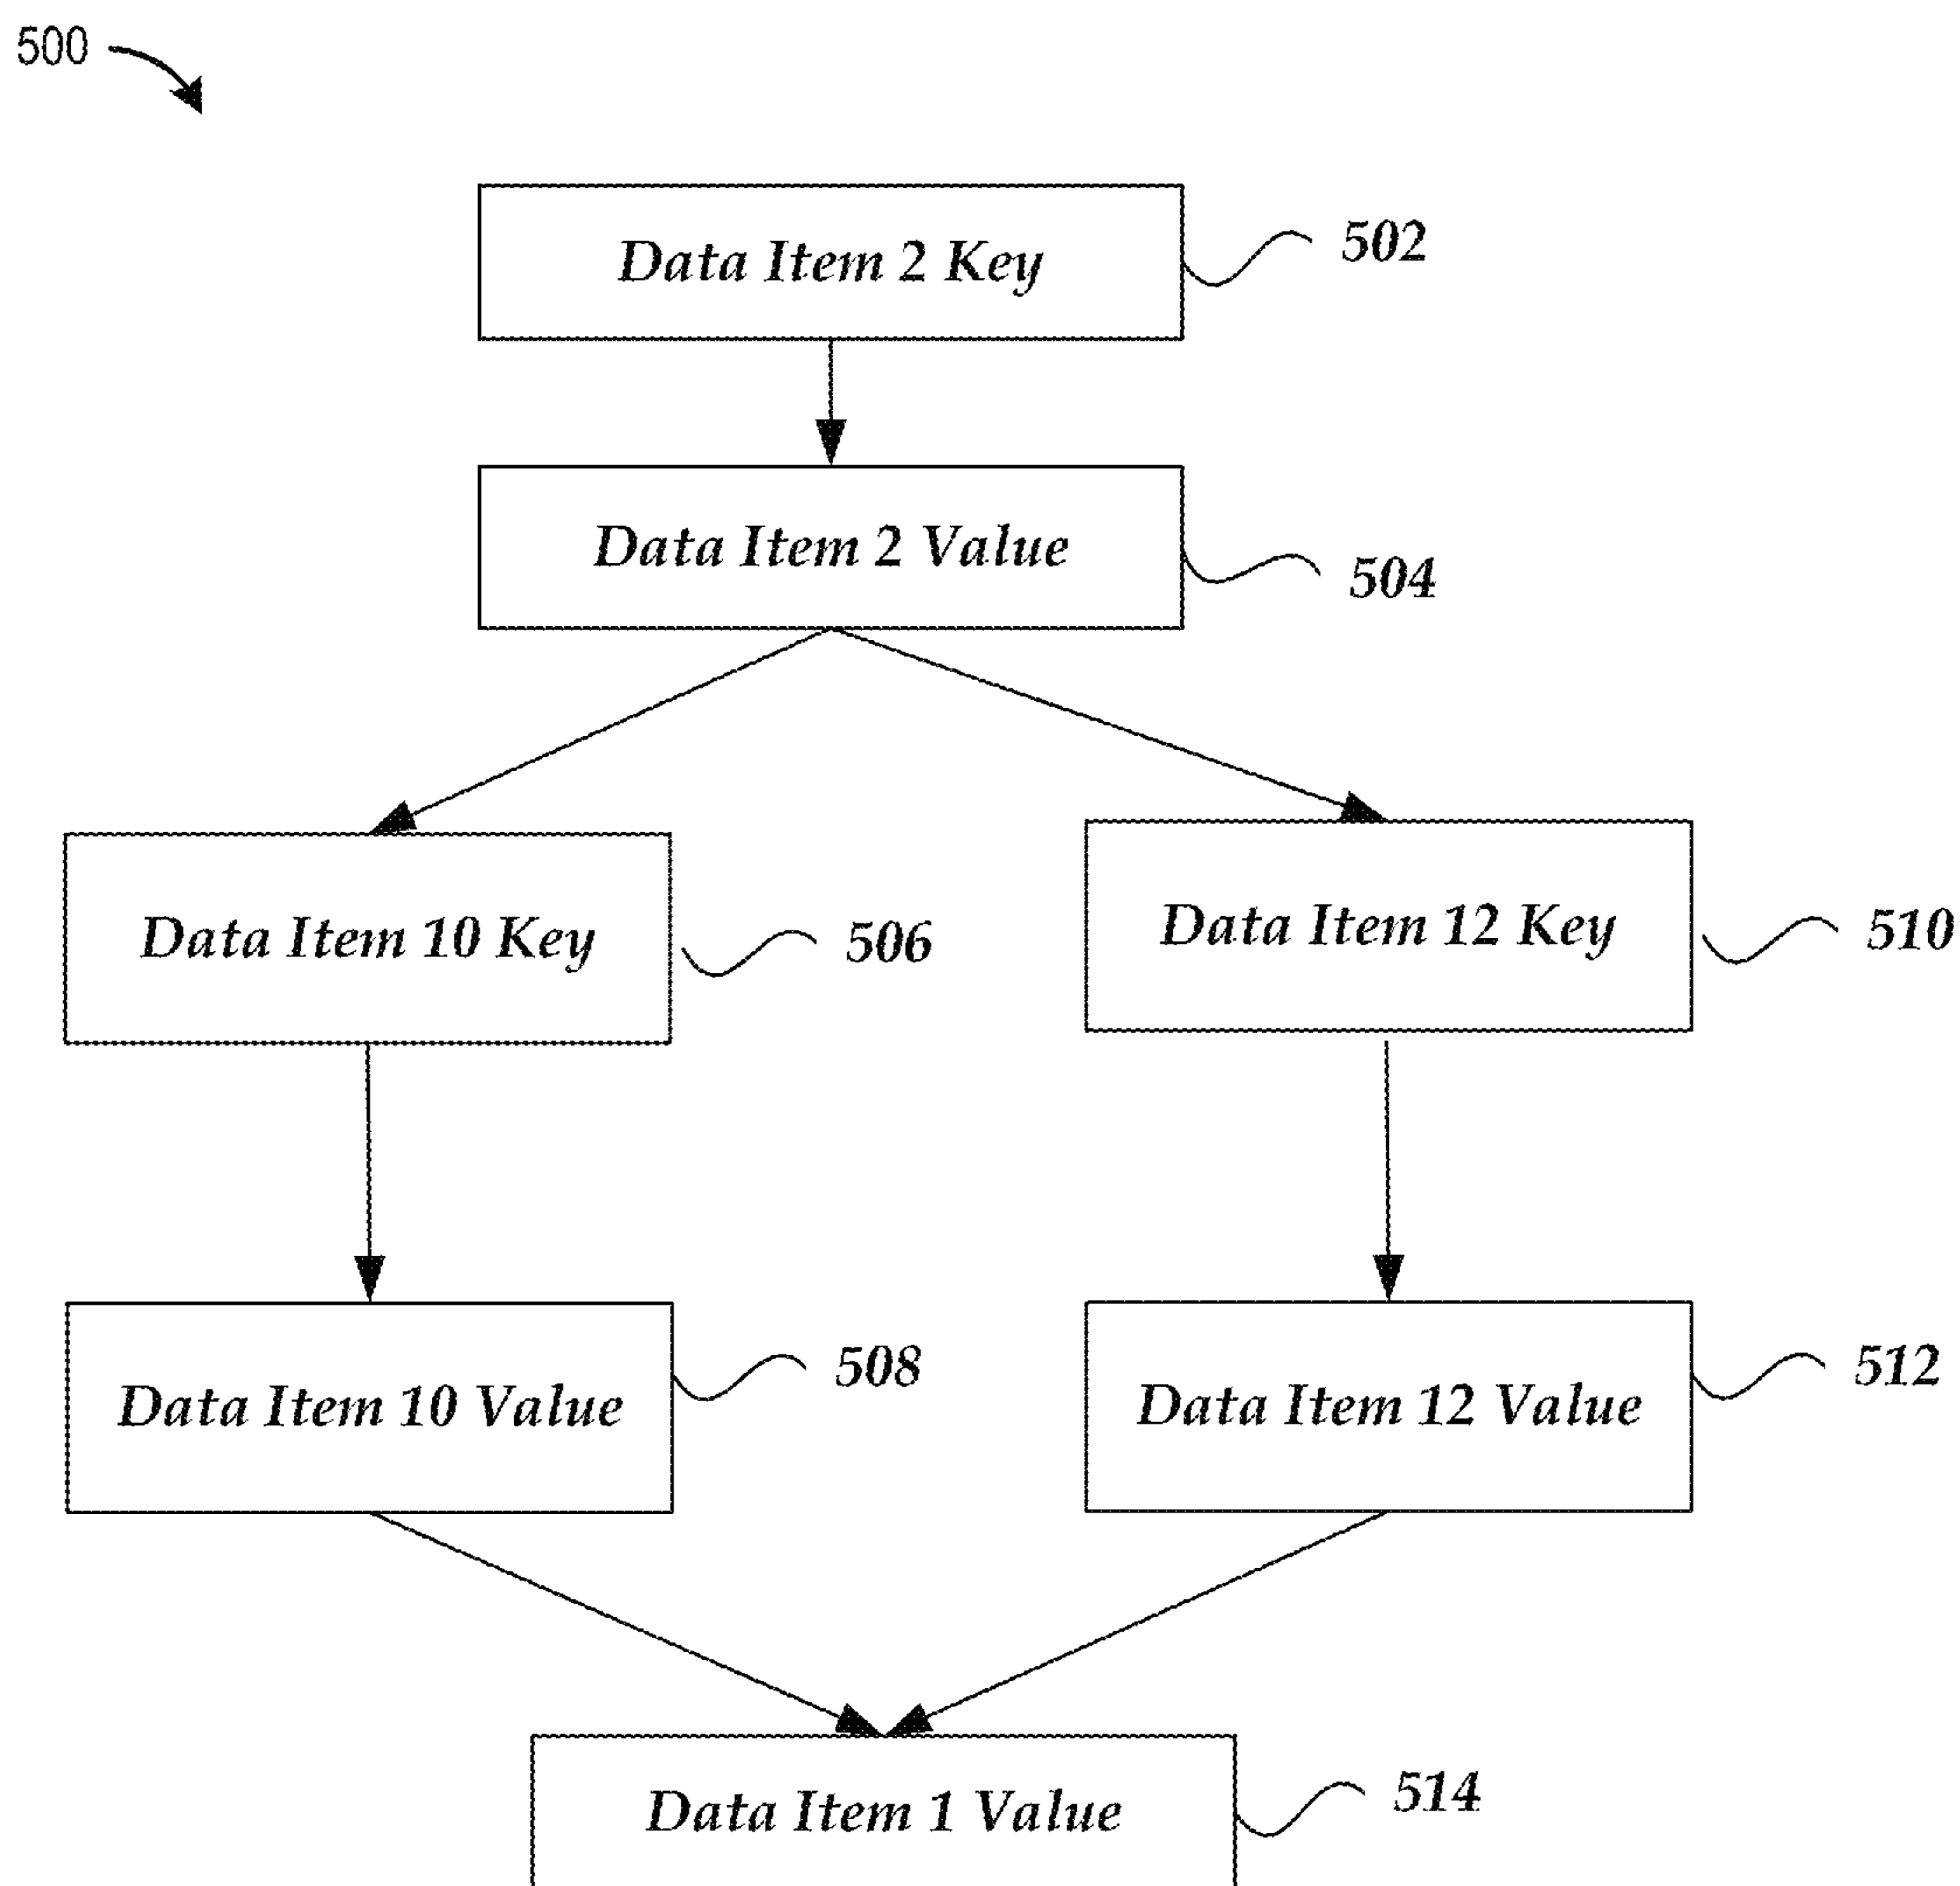 500
Data Item 2 Key
502
Data Item 2 Value
504
Data Item 10 Key
506
Data Item 12 Key
510
Data Item 10 Value
508
Data Item 12 Value
512
Data Item 1 Value
514